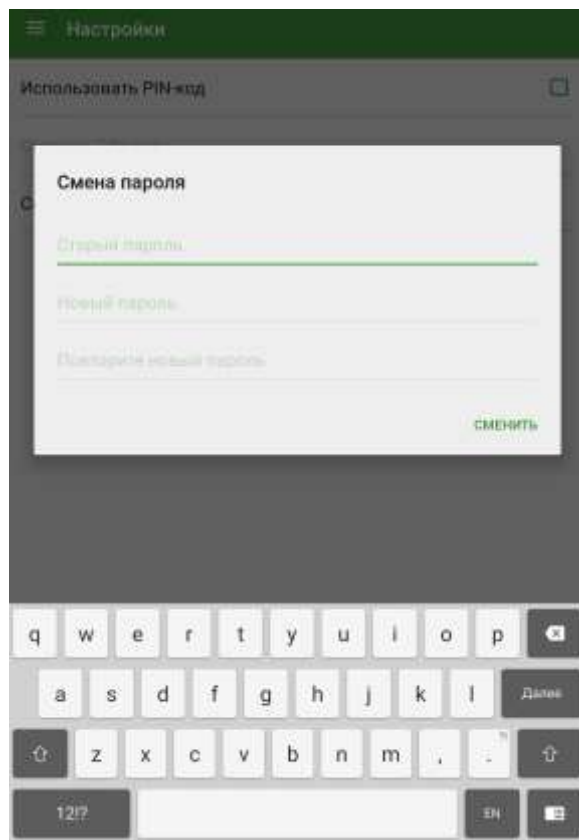 Настройки
Использовать PIN-код
Смена пароля
Старый пароль
Новый пароль
Повторите новый пароль
СМЕНИТЬ
q w e r t y u i o p
a s d f g h j k l Далее
z x c v b n m , .
12!? EN